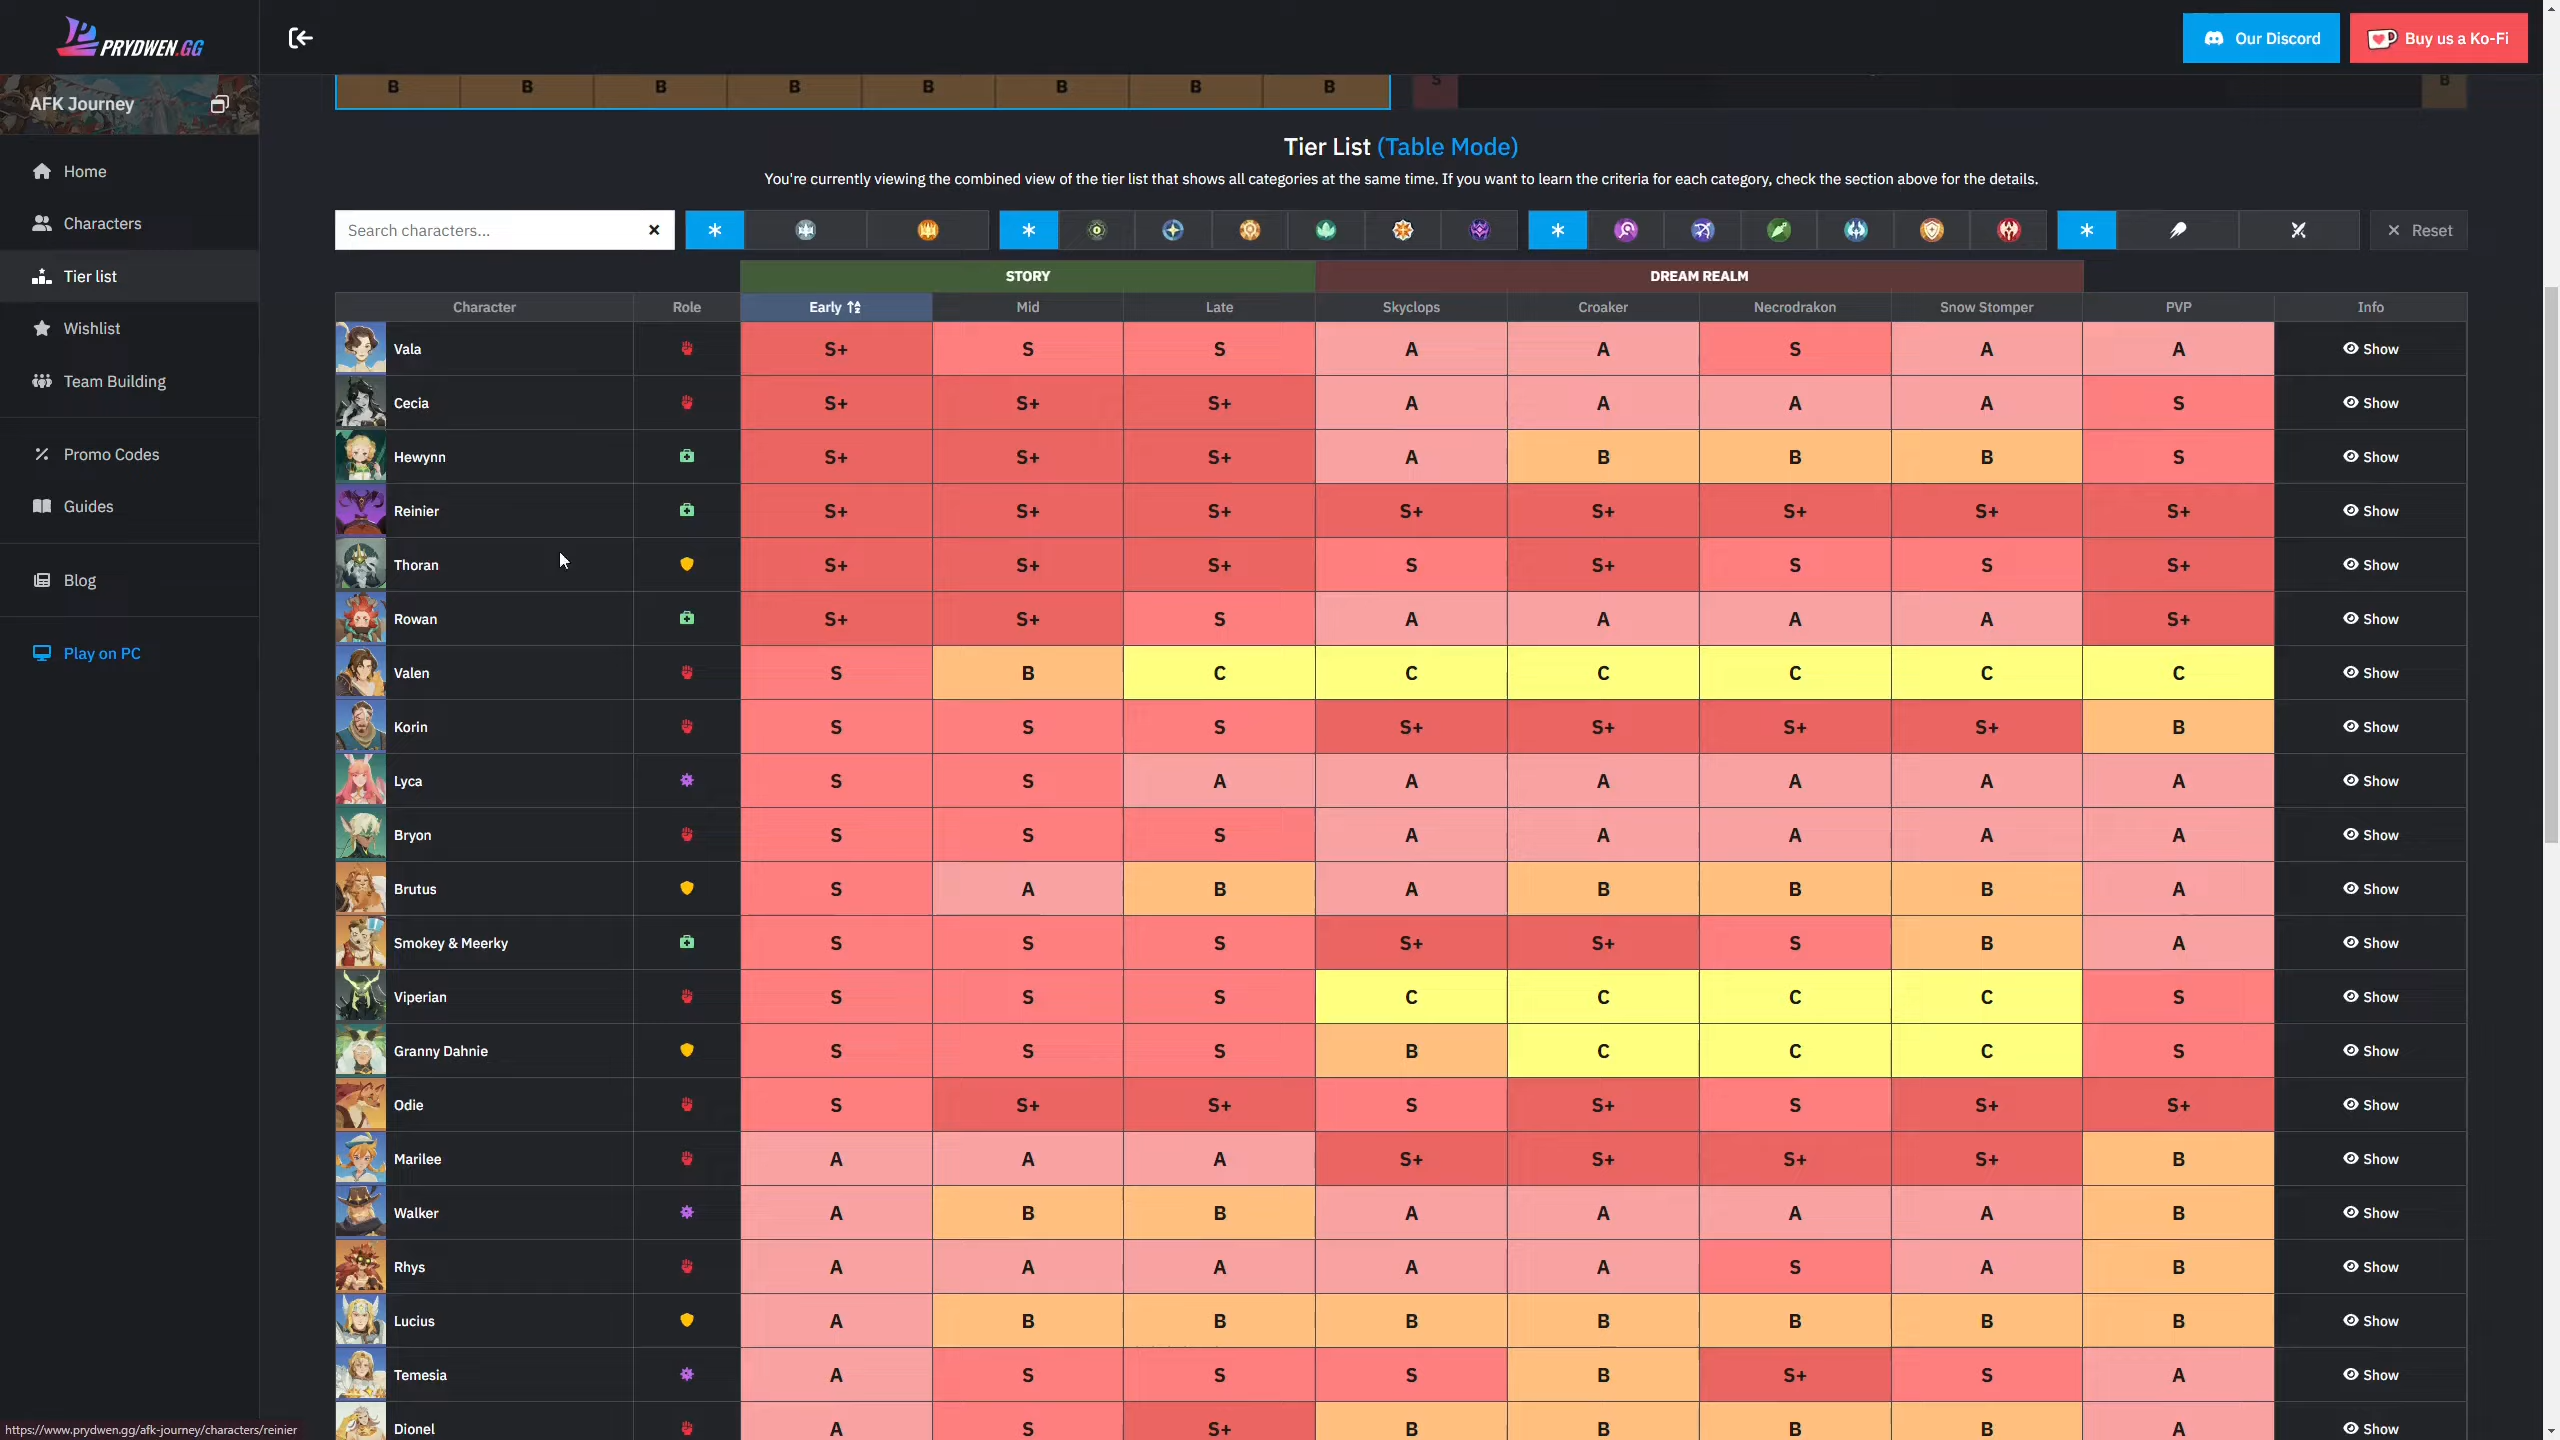 PRYDWEN.GG
Our Discord
Buy us a Ko-Fi
AFK Journey
Home
Characters
Tier list
Wishlist
Team Building
Promo Codes
Guides
Blog
Play on PC
B B B B B B B B S B
Tier List (Table Mode)
You're currently viewing the combined view of the tier list that shows all categories at the same time. If you want to learn the criteria for each category, check the section above for the details.
Search characters...
Reset
STORY DREAM REALM
Character Role Early Mid Late Skyclops Croaker Necrodrakon Snow Stomper PVP Info
Vala S+ S S A A S A A Show
Cecia S+ S+ S+ A A A A S Show
Hewynn S+ S+ S+ A B B B S Show
Reinier S+ S+ S+ S+ S+ S+ S+ S+ Show
Thoran S+ S+ S+ S S+ S S S+ Show
Rowan S+ S+ S A A A A S+ Show
Valen S B C C C C C C Show
Korin S S S S+ S+ S+ S+ B Show
Lyca S S A A A A A A Show
Bryon S S S A A A A A Show
Brutus S A B A B B B A Show
Smokey & Meerky S S S S+ S+ S B A Show
Viperian S S S C C C C S Show
Granny Dahnie S S S B C C C S Show
Odie S S+ S+ S S+ S S+ S+ Show
Marilee A A A S+ S+ S+ S+ B Show
Walker A B B A A A A B Show
Rhys A A A A A S A B Show
Lucius A B B B B B B B Show
Temesia A S S S B S+ S A Show
Dionel A S S+ B B B B A Show
https://www.prydwen.gg/afk-journey/characters/reinier